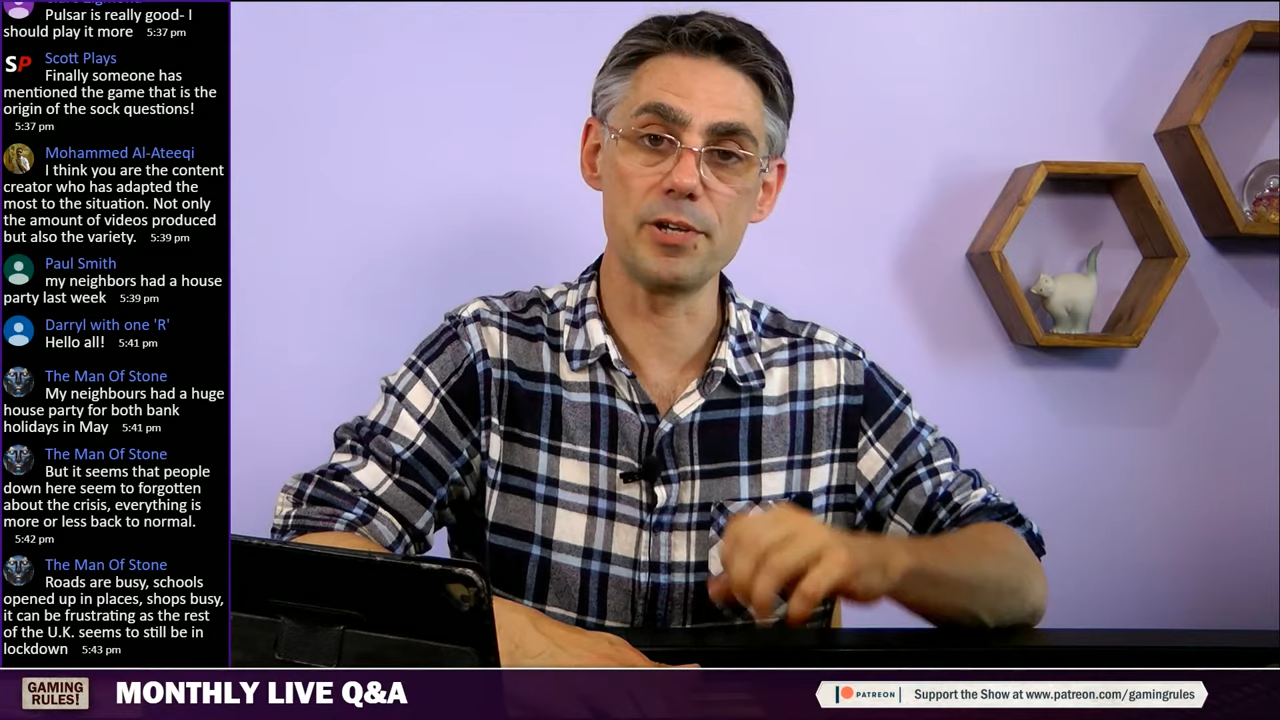 Pulsar is really good- I
should play it more 5:37 pm
SP
Scott Plays
Finally someone has
mentioned the game that is the
origin of the sock questions!
5:37 pm
Mohammed Al-Ateeqi
I think you are the content
creator who has adapted the
most to the situation. Not only
the amount of videos produced
but also the variety. 5:39 pm
Paul Smith
my neighbors had a house
party last week 5:39 pm
Darryl with one 'R'
Hello all! 5:41 pm
The Man Of Stone
My neighbours had a huge
house party for both bank
holidays in May 5:41 pm
The Man Of Stone
But it seems that people
down here seem to forgotten
about the crisis, everything is
more or less back to normal.
5:42 pm
The Man Of Stone
Roads are busy, schools
opened up in places, shops busy,
it can be frustrating as the rest
of the U.K. seems to still be in
lockdown 5:43 pm
GAMING
RULES!
MONTHLY LIVE Q&A
PATREON
Support the Show at www.patreon.com/gamingrules